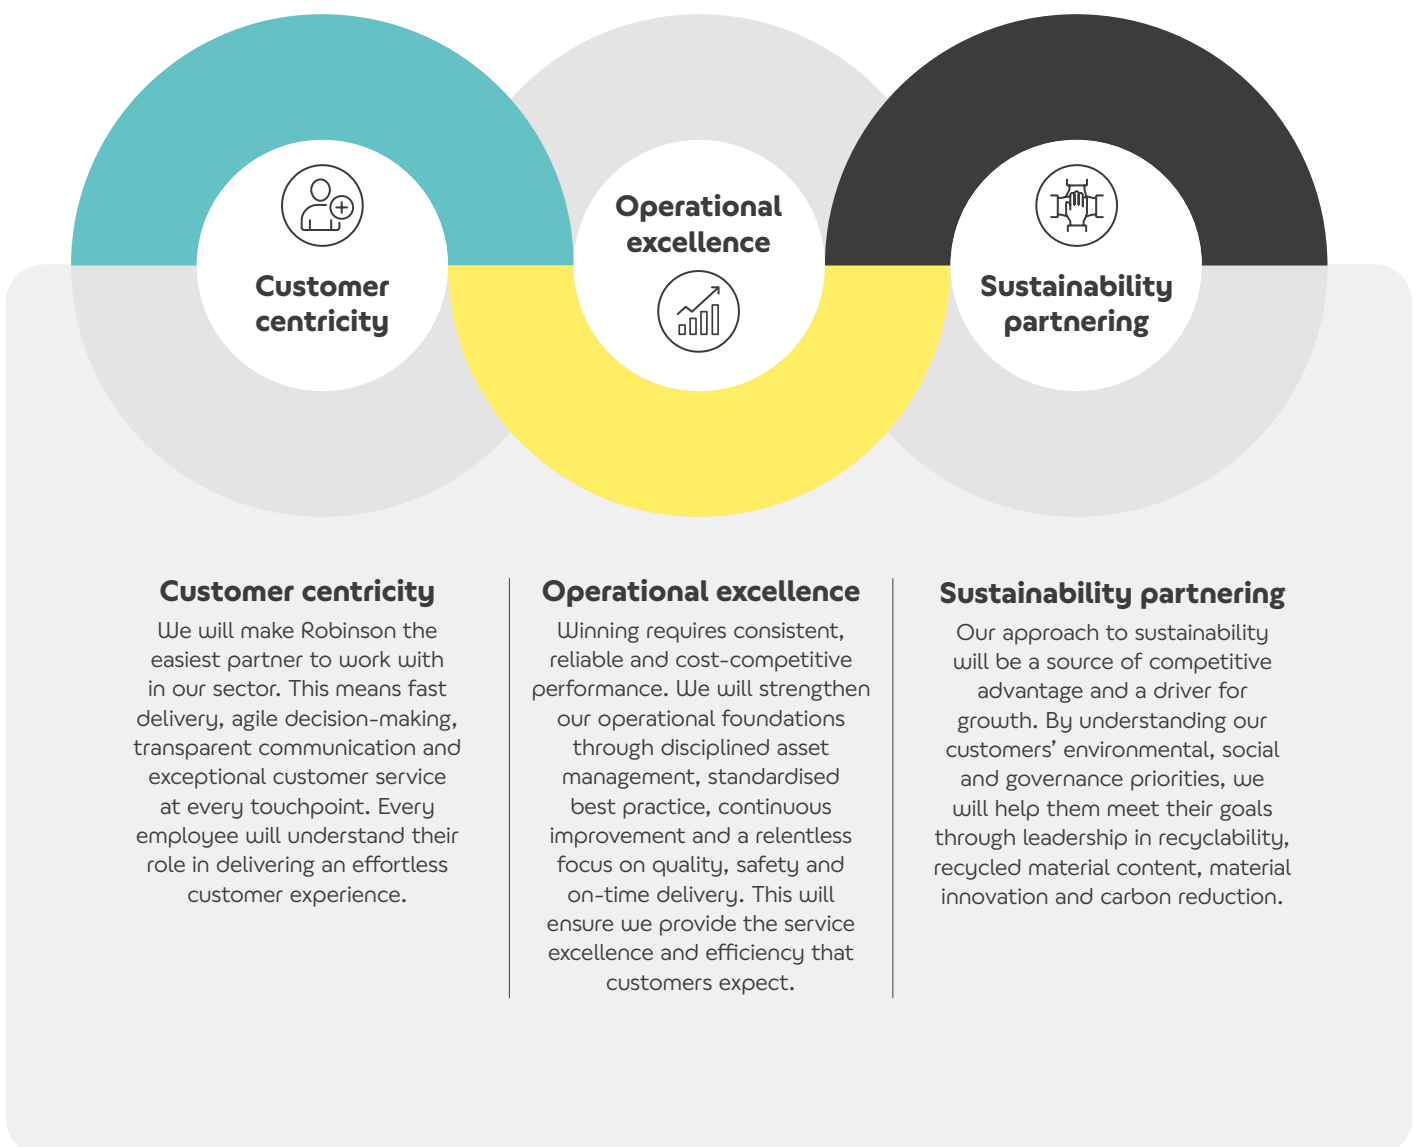 Customer
centricity
Operational
excellence
Sustainability
partnering
Customer centricity
We will make Robinson the
easiest partner to work with
in our sector. This means fast
delivery, agile decision-making,
transparent communication and
exceptional customer service
at every touchpoint. Every
employee will understand their
role in delivering an effortless
customer experience.
Operational excellence
Winning requires consistent,
reliable and cost-competitive
performance. We will strengthen
our operational foundations
through disciplined asset
management, standardised
best practice, continuous
improvement and a relentless
focus on quality, safety and
on-time delivery. This will
ensure we provide the service
excellence and efficiency that
customers expect.
Sustainability partnering
Our approach to sustainability
will be a source of competitive
advantage and a driver for
growth. By understanding our
customers’ environmental, social
and governance priorities, we
will help them meet their goals
through leadership in recyclability,
recycled material content, material
innovation and carbon reduction.